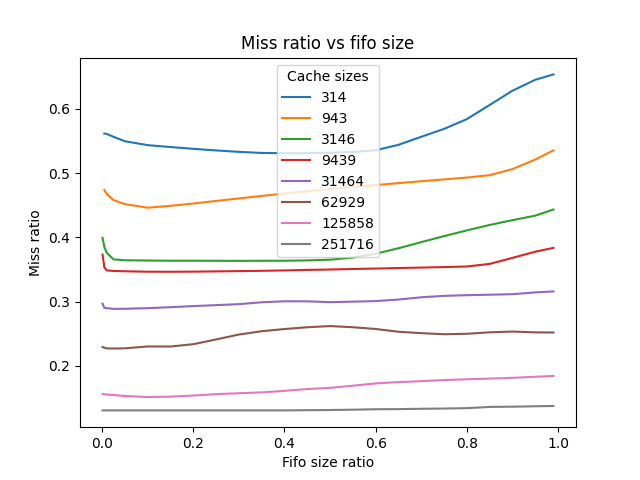 Miss ratio vs fifo size
Cache sizes
314
943
3146
9439
31464
62929
125858
251716
Miss ratio
0.6
0.5
0.4
0.3
0.2
0.0 0.2 0.4 0.6 0.8 1.0
Fifo size ratio